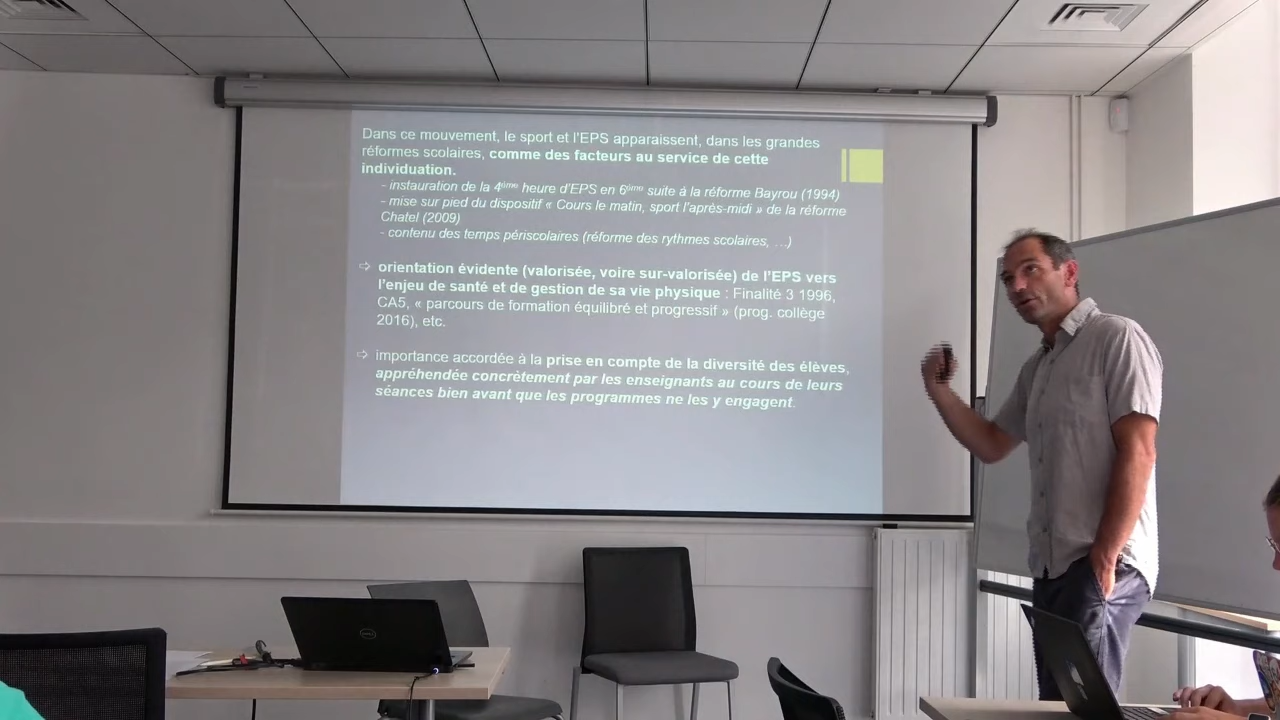 Dans ce mouvement, le sport et l'EPS apparaissent, dans les grandes
réformes scolaires, comme des facteurs au service de cette
individuation.
- instauration de la 4ème heure d'EPS en 6ème suite à la réforme Bayrou (1994)
- mise sur pied du dispositif « Cours le matin, sport l'après-midi » de la réforme
Chatel (2009)
- contenu des temps périscolaires (réforme des rythmes scolaires, …)
⇨ orientation évidente (valorisée, voire sur-valorisée) de l'EPS vers
l'enjeu de santé et de gestion de sa vie physique : Finalité 3 1996,
CA5, « parcours de formation équilibré et progressif » (prog. collège
2016), etc.
⇨ importance accordée à la prise en compte de la diversité des élèves,
appréhendée concrètement par les enseignants au cours de leurs
séances bien avant que les programmes ne les y engagent.
DELL